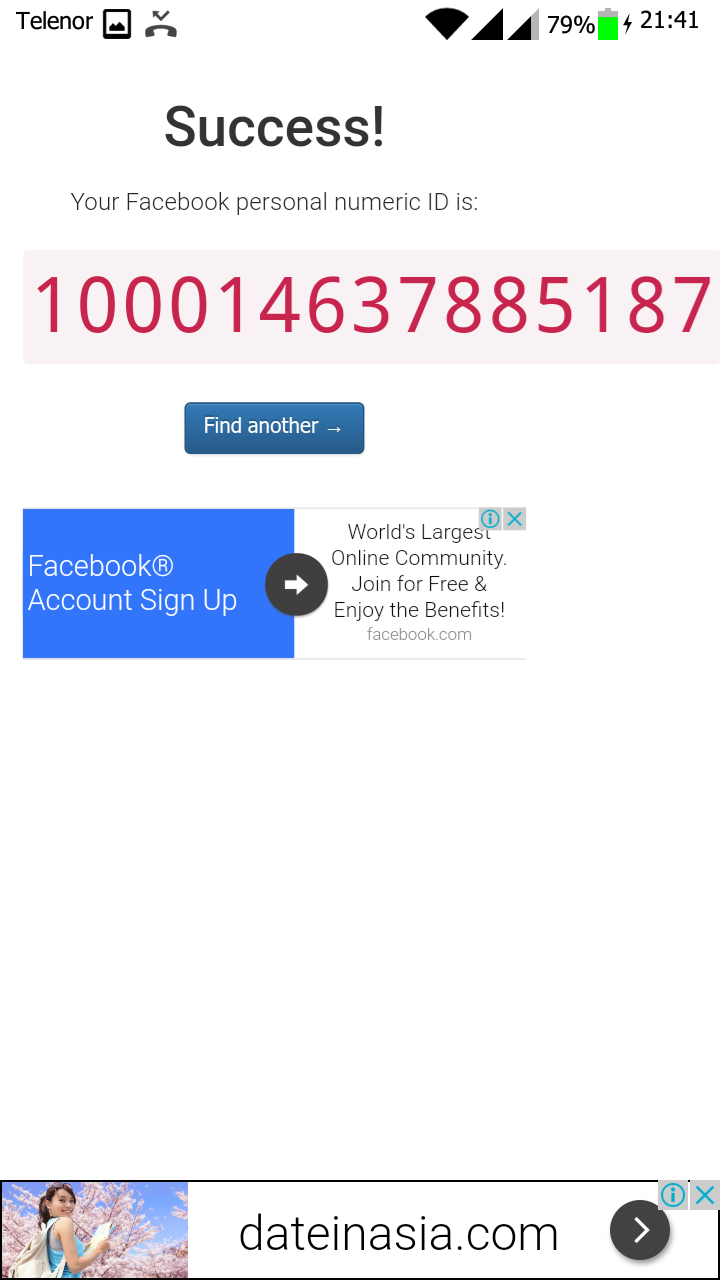 Telenor 79% 21:41
Success!
Your Facebook personal numeric ID is:
100014637885187
Find another →
Facebook®
Account Sign Up
World's Largest
Online Community.
Join for Free &
Enjoy the Benefits!
facebook.com
dateinasia.com